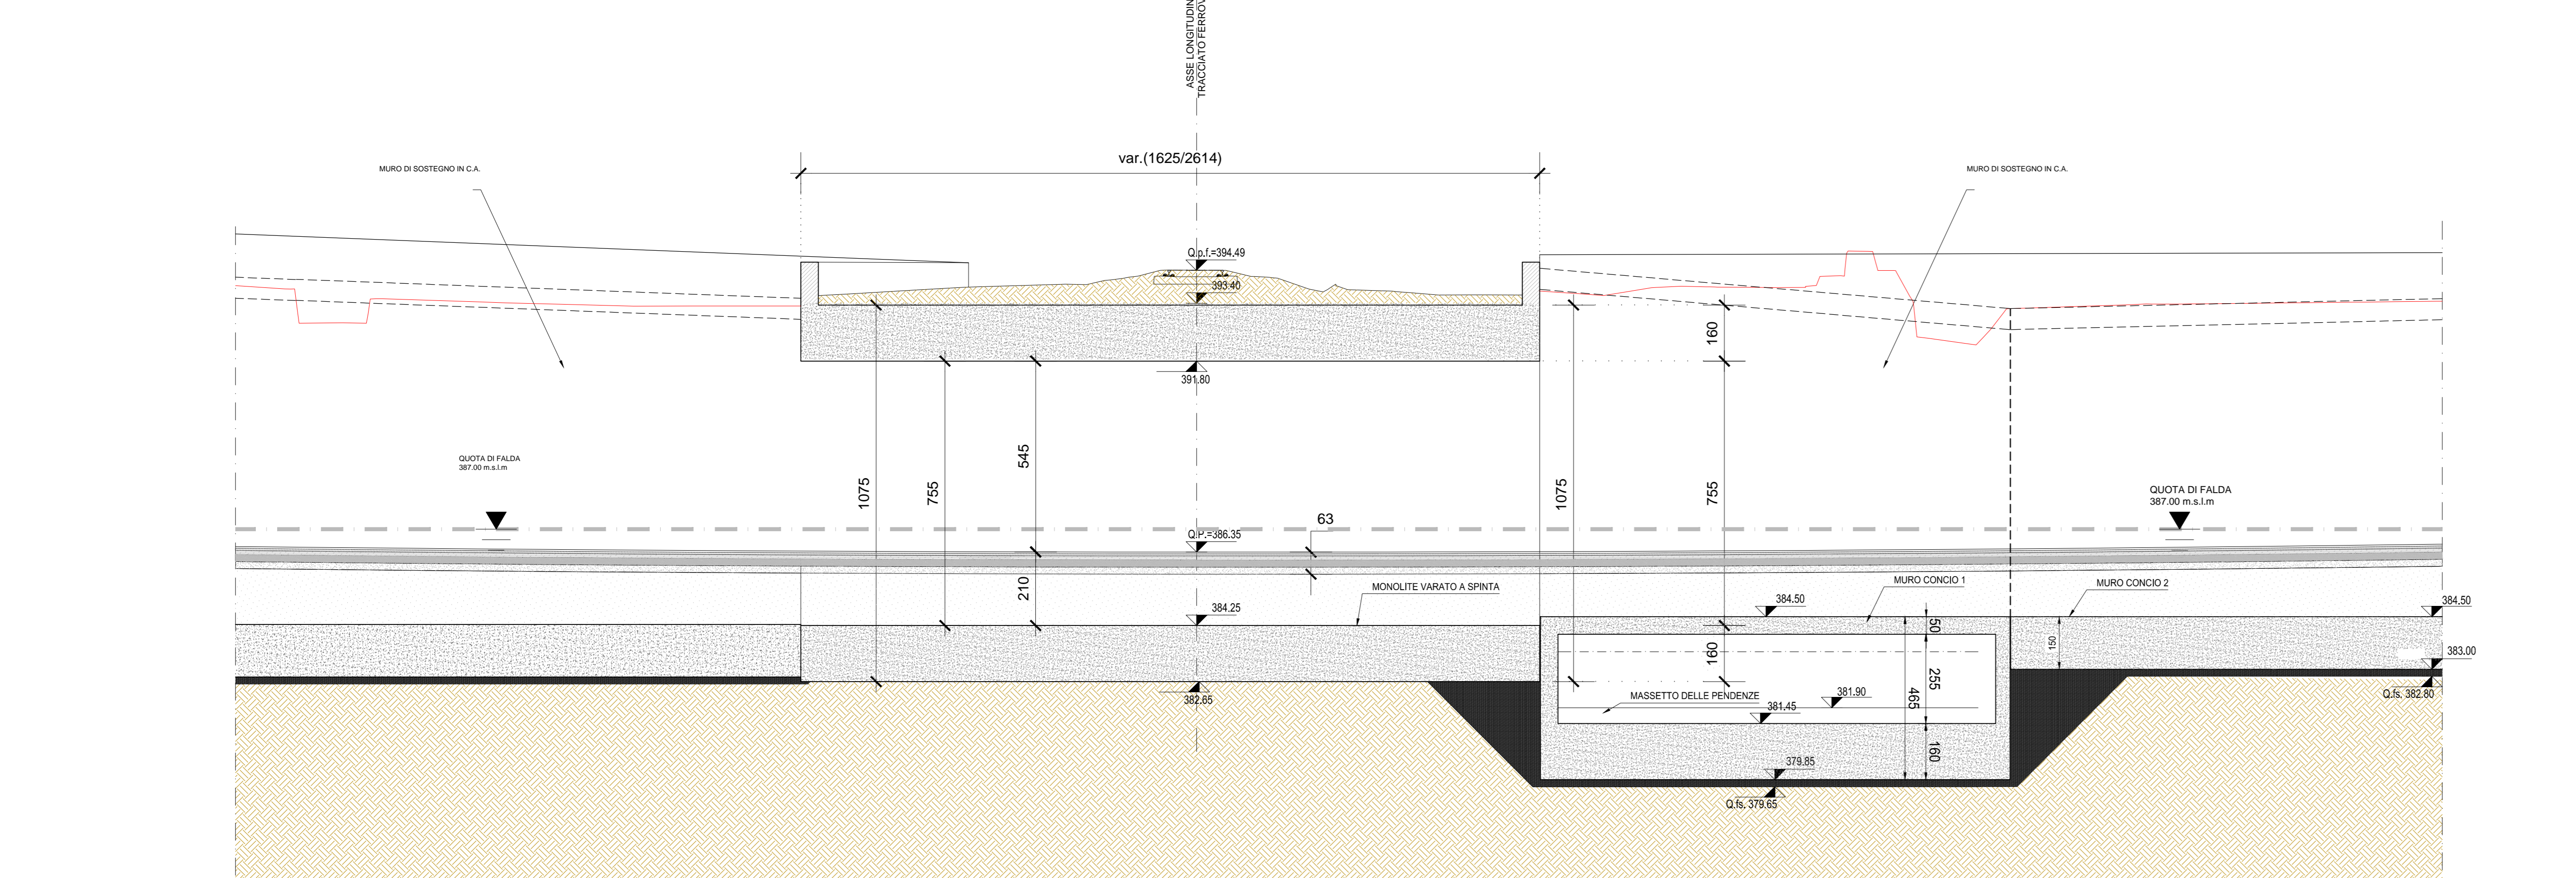 ASSE LONGITUDIN
TRACCIATO FERROV
var.(1625/2614)
MURO DI SOSTEGNO IN C.A.
MURO DI SOSTEGNO IN C.A.
Q.p.f.=394.49
393.40
160
391.80
545
QUOTA DI FALDA
387.00 m.s.l.m
1075
755
1075
755
QUOTA DI FALDA
387.00 m.s.l.m
63
Q.P.=386.35
210
MONOLITE VARATO A SPINTA
MURO CONCIO 1
MURO CONCIO 2
384.25
384.50
384.50
50
150
160
383.00
255
465
MASSETTO DELLE PENDENZE
381.90
382.65
381.45
Q.fs. 382.80
160
379.85
Q.fs. 379.65